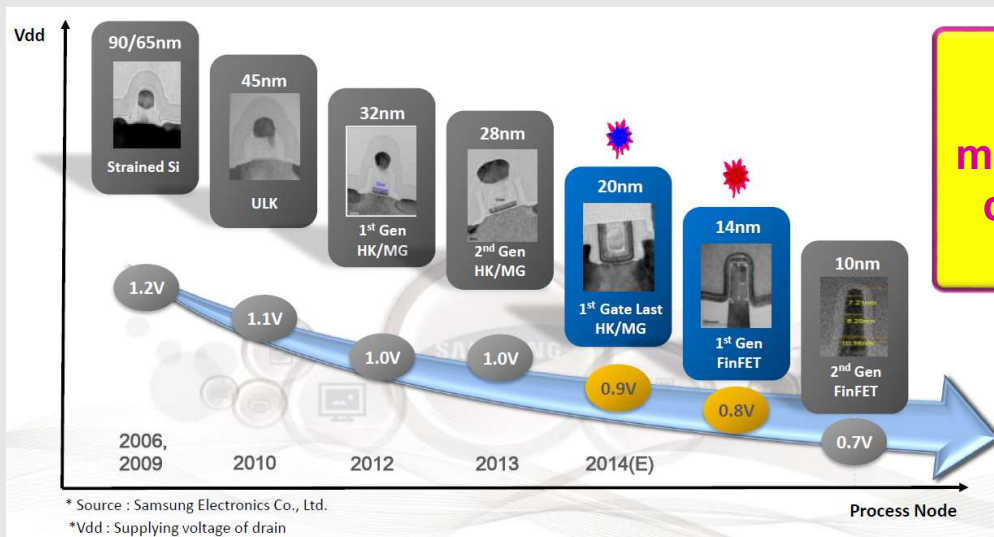 Vdd
90/65nm
Strained Si
45nm
ULK
32nm
1st Gen
HK/MG
28nm
2nd Gen
HK/MG
20nm
1st Gate Last
HK/MG
14nm
1st Gen
FinFET
10nm
7.21nm
2nd Gen
FinFET
1.2V
1.1V
1.0V
1.0V
0.9V
0.8V
0.7V
2006,
2009
2010
2012
2013
2014(E)
* Source : Samsung Electronics Co., Ltd.
*Vdd : Supplying voltage of drain
Process Node